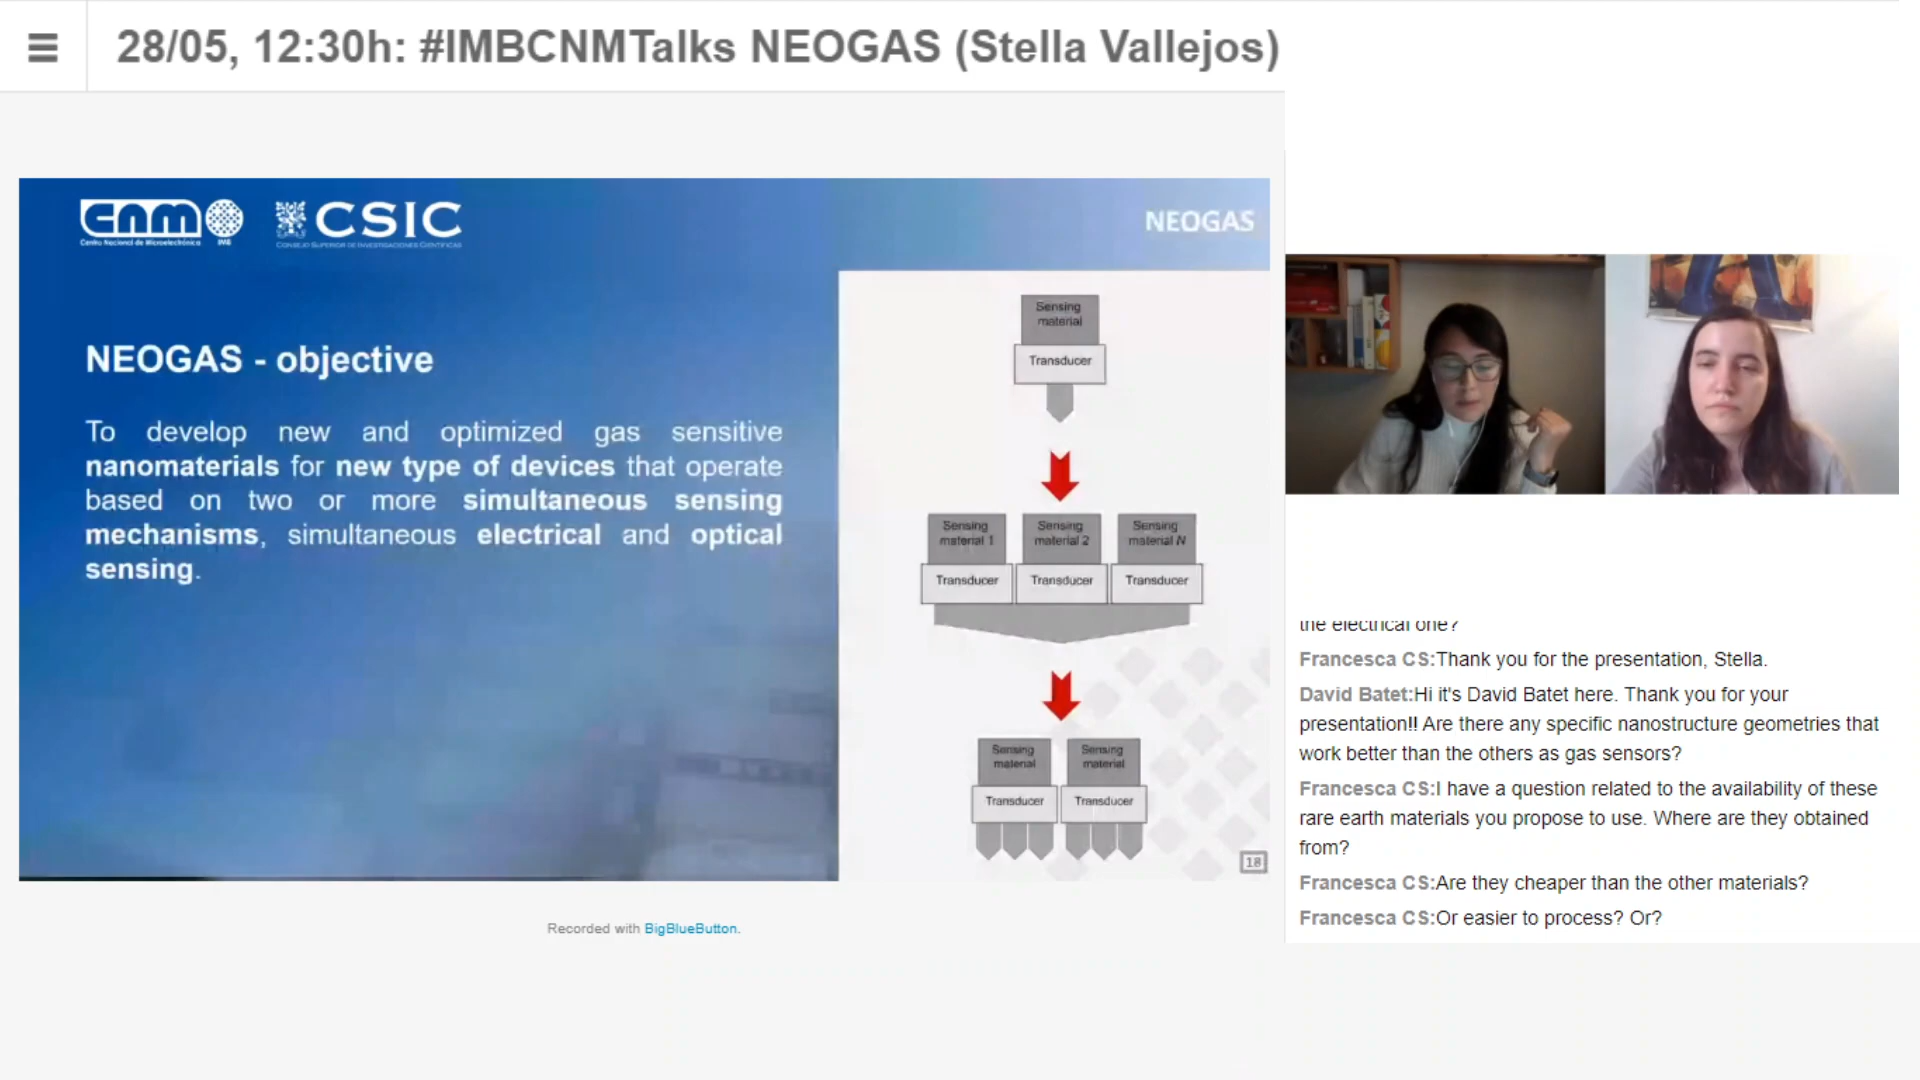 28/05, 12:30h: #IMBCNMTalks NEOGAS (Stella Vallejos)
cnm
Centro Nacional de Microelectrónica
IMB
CSIC
CONSEJO SUPERIOR DE INVESTIGACIONES CIENTÍFICAS
NEOGAS
NEOGAS - objective
To develop new and optimized gas sensitive
nanomaterials for new type of devices that operate
based on two or more simultaneous sensing
mechanisms, simultaneous electrical and optical
sensing.
Sensing
material
Transducer
Sensing
material 1
Sensing
material 2
Sensing
material N
Transducer
Transducer
Transducer
Sensing
material
Sensing
material
Transducer
Transducer
18
Recorded with BigBlueButton.
the electrical one?
Francesca CS:Thank you for the presentation, Stella.
David Batet:Hi it's David Batet here. Thank you for your
presentation!! Are there any specific nanostructure geometries that
work better than the others as gas sensors?
Francesca CS:I have a question related to the availability of these
rare earth materials you propose to use. Where are they obtained
from?
Francesca CS:Are they cheaper than the other materials?
Francesca CS:Or easier to process? Or?